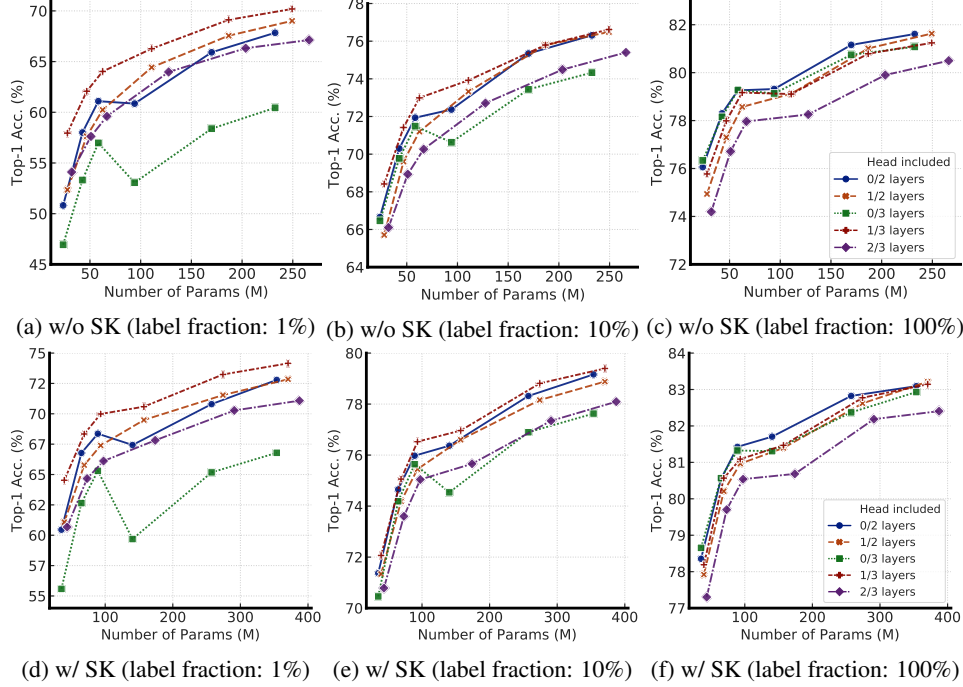 70
65
60
55
50
45
Top-1 Acc. (%)
50 100 150 200 250
Number of Params (M)
78
76
74
72
70
68
66
64
Top-1 Acc. (%)
50 100 150 200 250
Number of Params (M)
82
80
78
76
74
72
Top-1 Acc. (%)
Head included
0/2 layers
1/2 layers
0/3 layers
1/3 layers
2/3 layers
50 100 150 200 250
Number of Params (M)
(a) w/o SK (label fraction: 1%) (b) w/o SK (label fraction: 10%) (c) w/o SK (label fraction: 100%)
75
72
70
67
65
62
60
57
55
Top-1 Acc. (%)
100 200 300 400
Number of Params (M)
80
78
76
74
72
70
Top-1 Acc. (%)
100 200 300 400
Number of Params (M)
84
83
82
81
80
79
78
77
Top-1 Acc. (%)
Head included
0/2 layers
1/2 layers
0/3 layers
1/3 layers
2/3 layers
100 200 300 400
Number of Params (M)
(d) w/ SK (label fraction: 1%) (e) w/ SK (label fraction: 10%) (f) w/ SK (label fraction: 100%)